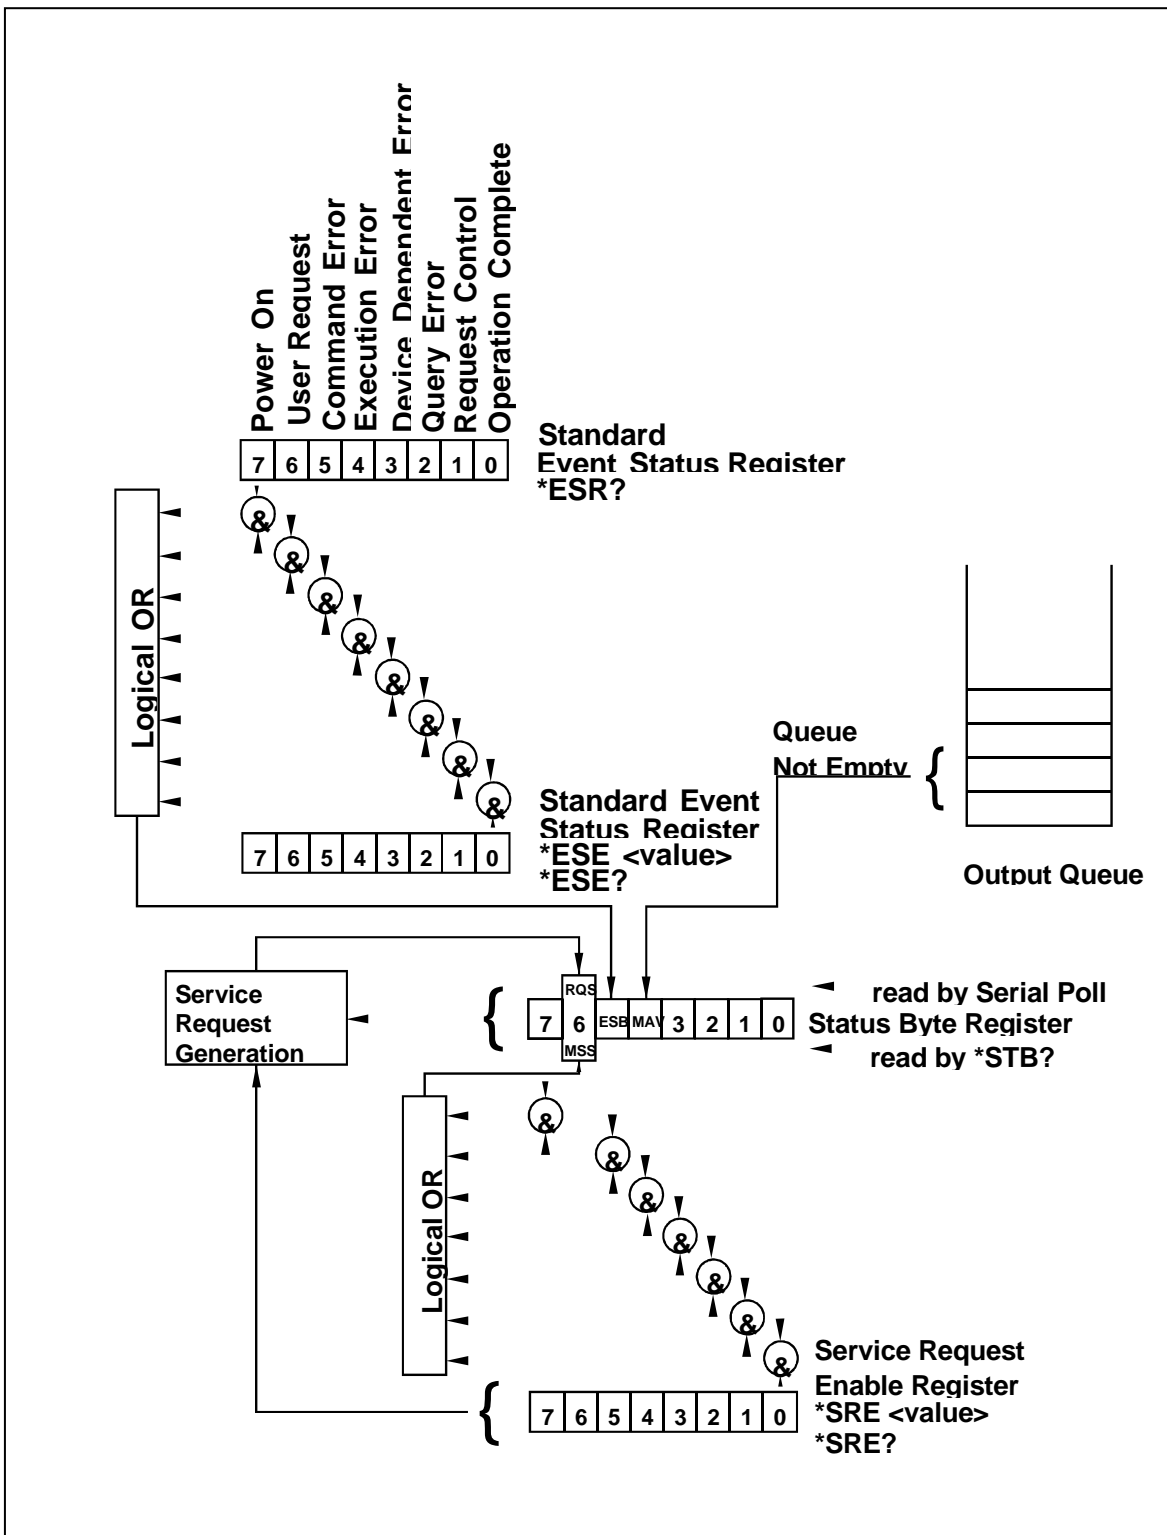 Power On
User Request
Command Error
Execution Error
Device Dependent Error
Query Error
Request Control
Operation Complete
7 6 5 4 3 2 1 0
Standard
Event Status Register
*ESR?
&
&
&
&
&
&
&
&
Logical OR
Queue
Not Empty
{
Output Queue
Standard Event
Status Register
*ESE <value>
*ESE?
7 6 5 4 3 2 1 0
Service
Request
Generation
{
RQS
7 6 ESB MAV 3 2 1 0
MSS
read by Serial Poll
Status Byte Register
read by *STB?
&
&
&
&
&
&
&
Logical OR
Service Request
Enable Register
*SRE <value>
*SRE?
{
7 6 5 4 3 2 1 0